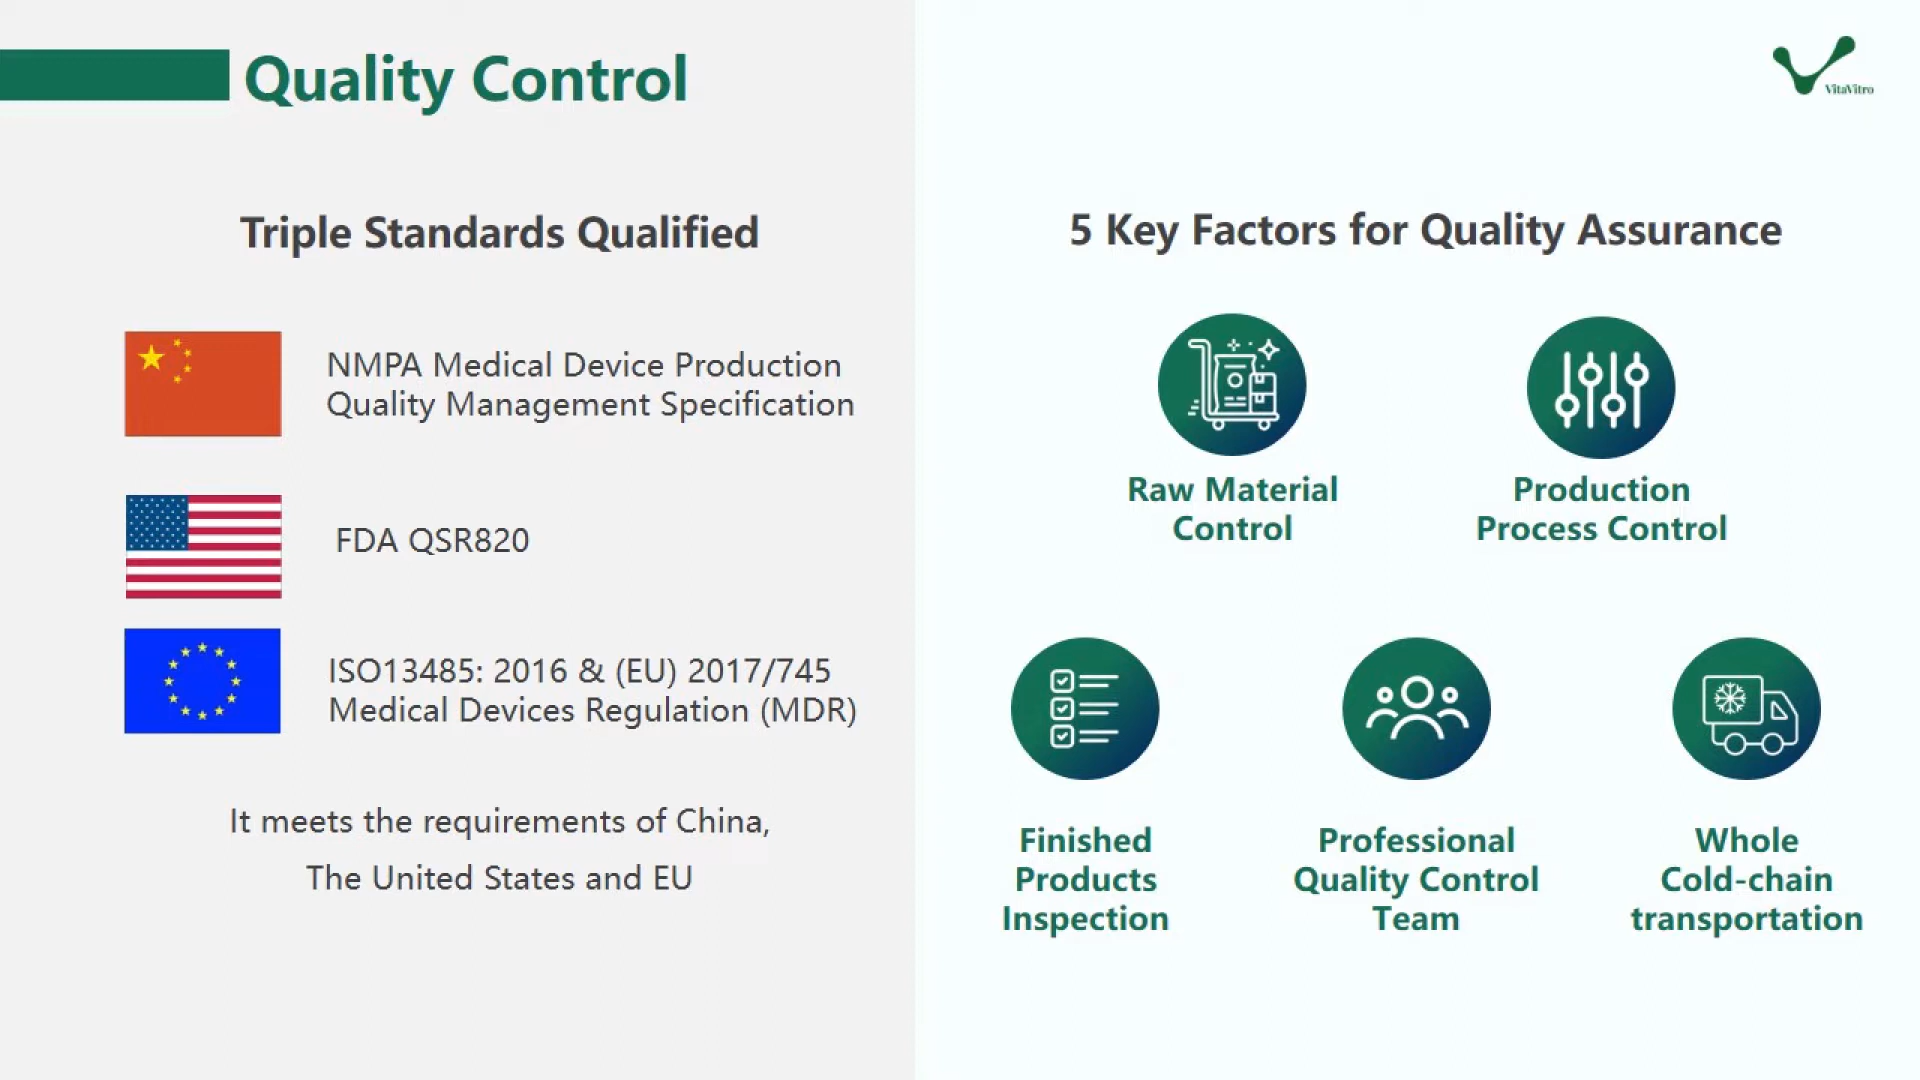 Quality Control
VitaVitro
Triple Standards Qualified
NMPA Medical Device Production
Quality Management Specification
FDA QSR820
ISO13485: 2016 & (EU) 2017/745
Medical Devices Regulation (MDR)
It meets the requirements of China,
The United States and EU
5 Key Factors for Quality Assurance
Raw Material
Control
Production
Process Control
Finished
Products
Inspection
Professional
Quality Control
Team
Whole
Cold-chain
transportation